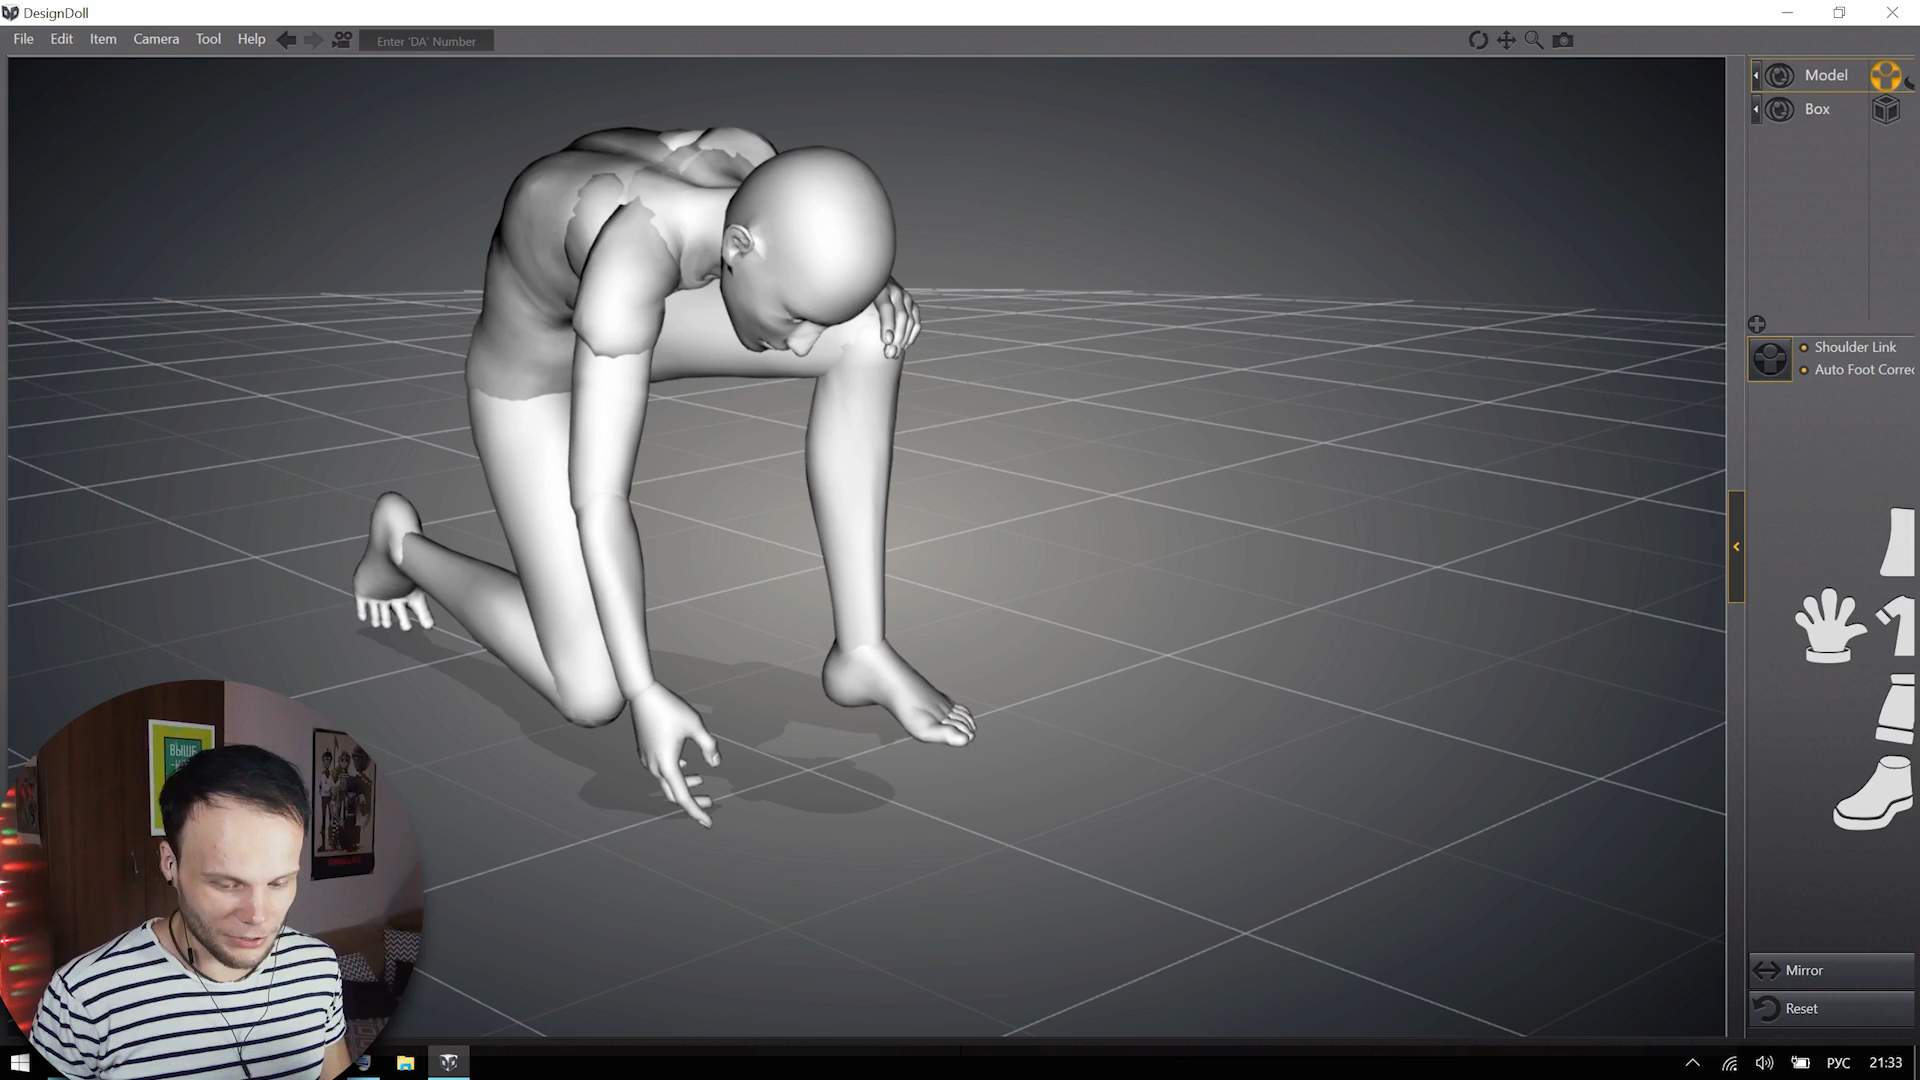 DesignDoll
File Edit Item Camera Tool Help Enter 'DA' Number
Model
Box
Shoulder Link
Auto Foot Correc
Mirror
Reset
ВЫШЕ
РУС 21:33